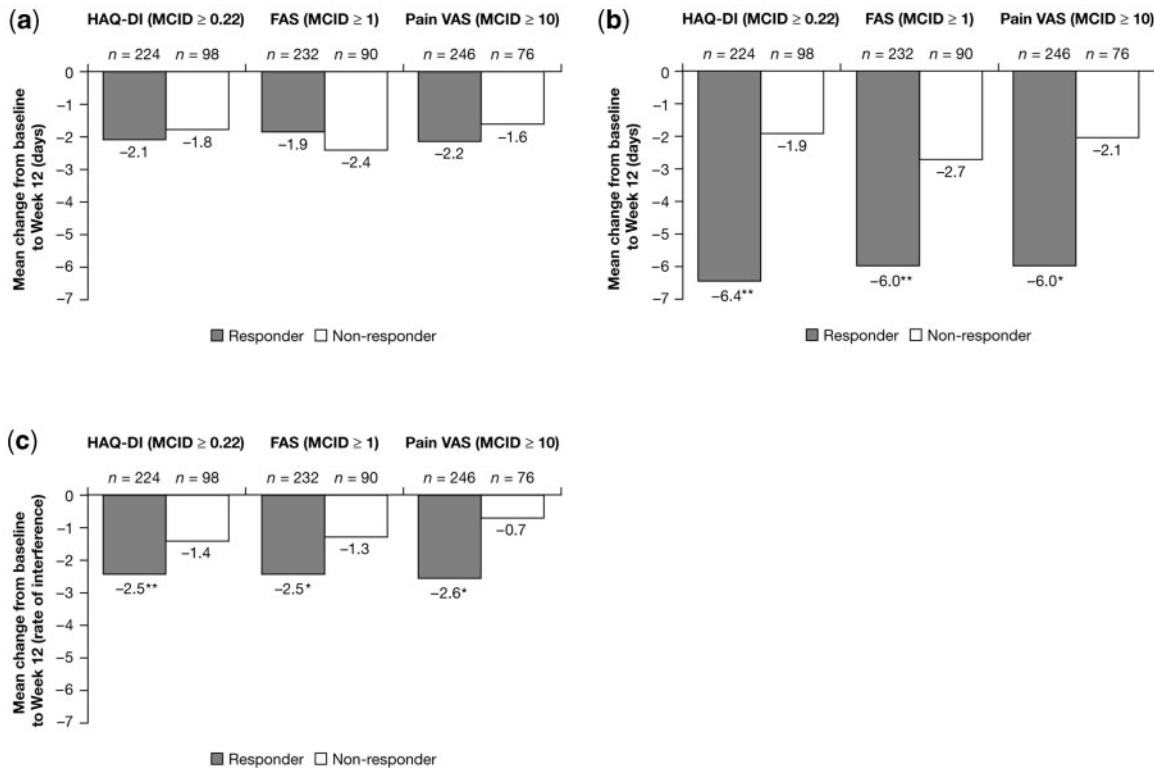 (a)
HAQ-DI (MCID ≥ 0.22) FAS (MCID ≥ 1) Pain VAS (MCID ≥ 10)
n = 224 n = 98 n = 232 n = 90 n = 246 n = 76
Mean change from baseline
to Week 12 (days)
0
−1
−2
−3
−4
−5
−6
−7
−2.1 −1.8 −1.9 −2.4 −2.2 −1.6
Responder Non-responder
(b)
HAQ-DI (MCID ≥ 0.22) FAS (MCID ≥ 1) Pain VAS (MCID ≥ 10)
n = 224 n = 98 n = 232 n = 90 n = 246 n = 76
Mean change from baseline
to Week 12 (days)
0
−1
−2
−3
−4
−5
−6
−7
−6.4** −1.9 −6.0** −2.7 −6.0* −2.1
Responder Non-responder
(c)
HAQ-DI (MCID ≥ 0.22) FAS (MCID ≥ 1) Pain VAS (MCID ≥ 10)
n = 224 n = 98 n = 232 n = 90 n = 246 n = 76
Mean change from baseline
to Week 12 (rate of interference)
0
−1
−2
−3
−4
−5
−6
−7
−2.5** −1.4 −2.5* −1.3 −2.6* −0.7
Responder Non-responder